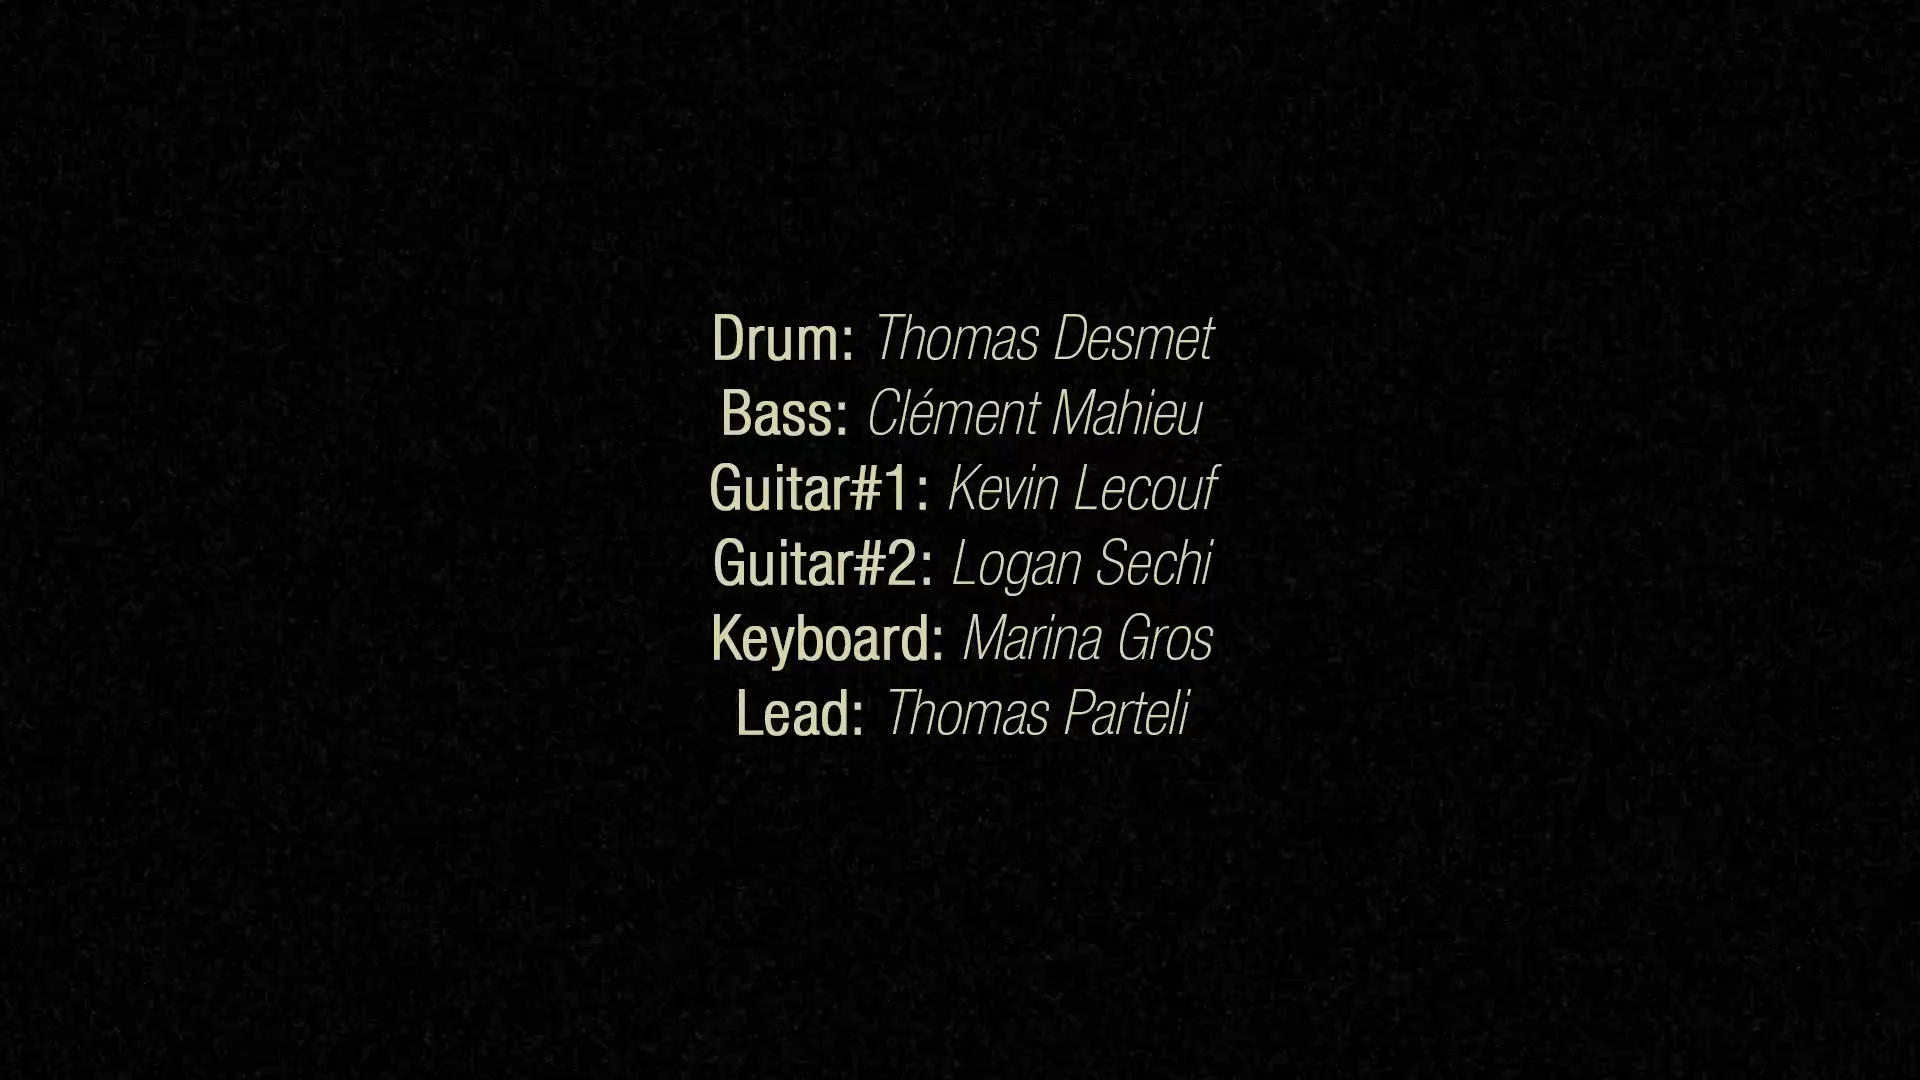 Drum: Thomas Desmet
Bass: Clément Mahieu
Guitar#1: Kevin Lecouf
Guitar#2: Logan Sechi
Keyboard: Marina Gros
Lead: Thomas Parteli